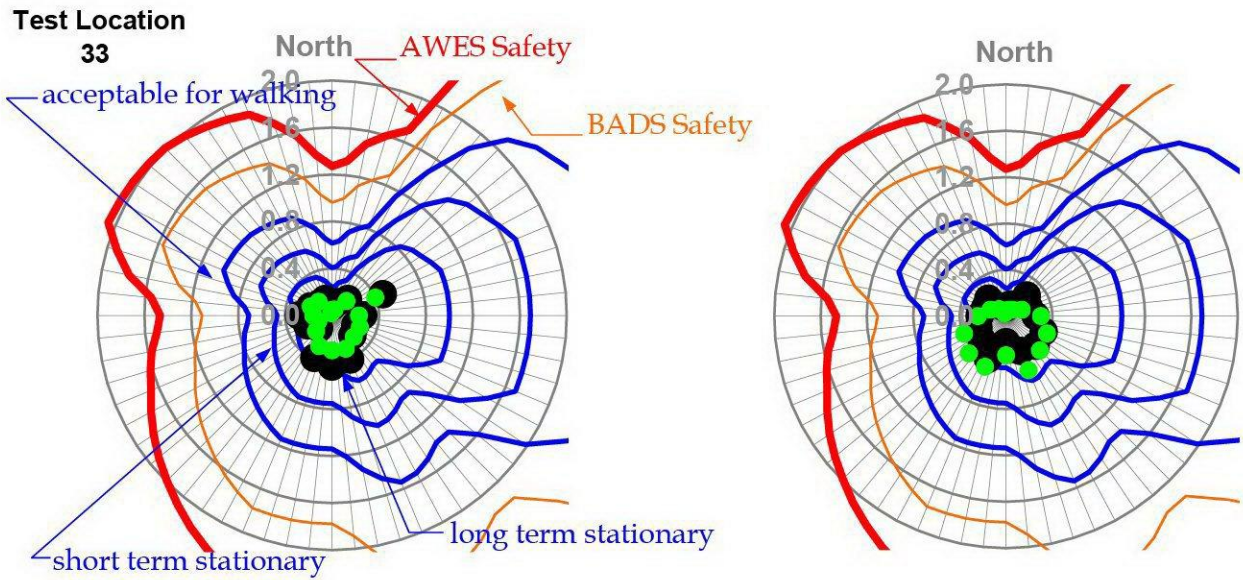 Test Location
33
North
AWES Safety
2.0
acceptable for walking
1.6
BADS Safety
1.2
0.8
0.4
0.0
long term stationary
short term stationary
North
2.0
1.6
1.2
0.8
0.4
0.0